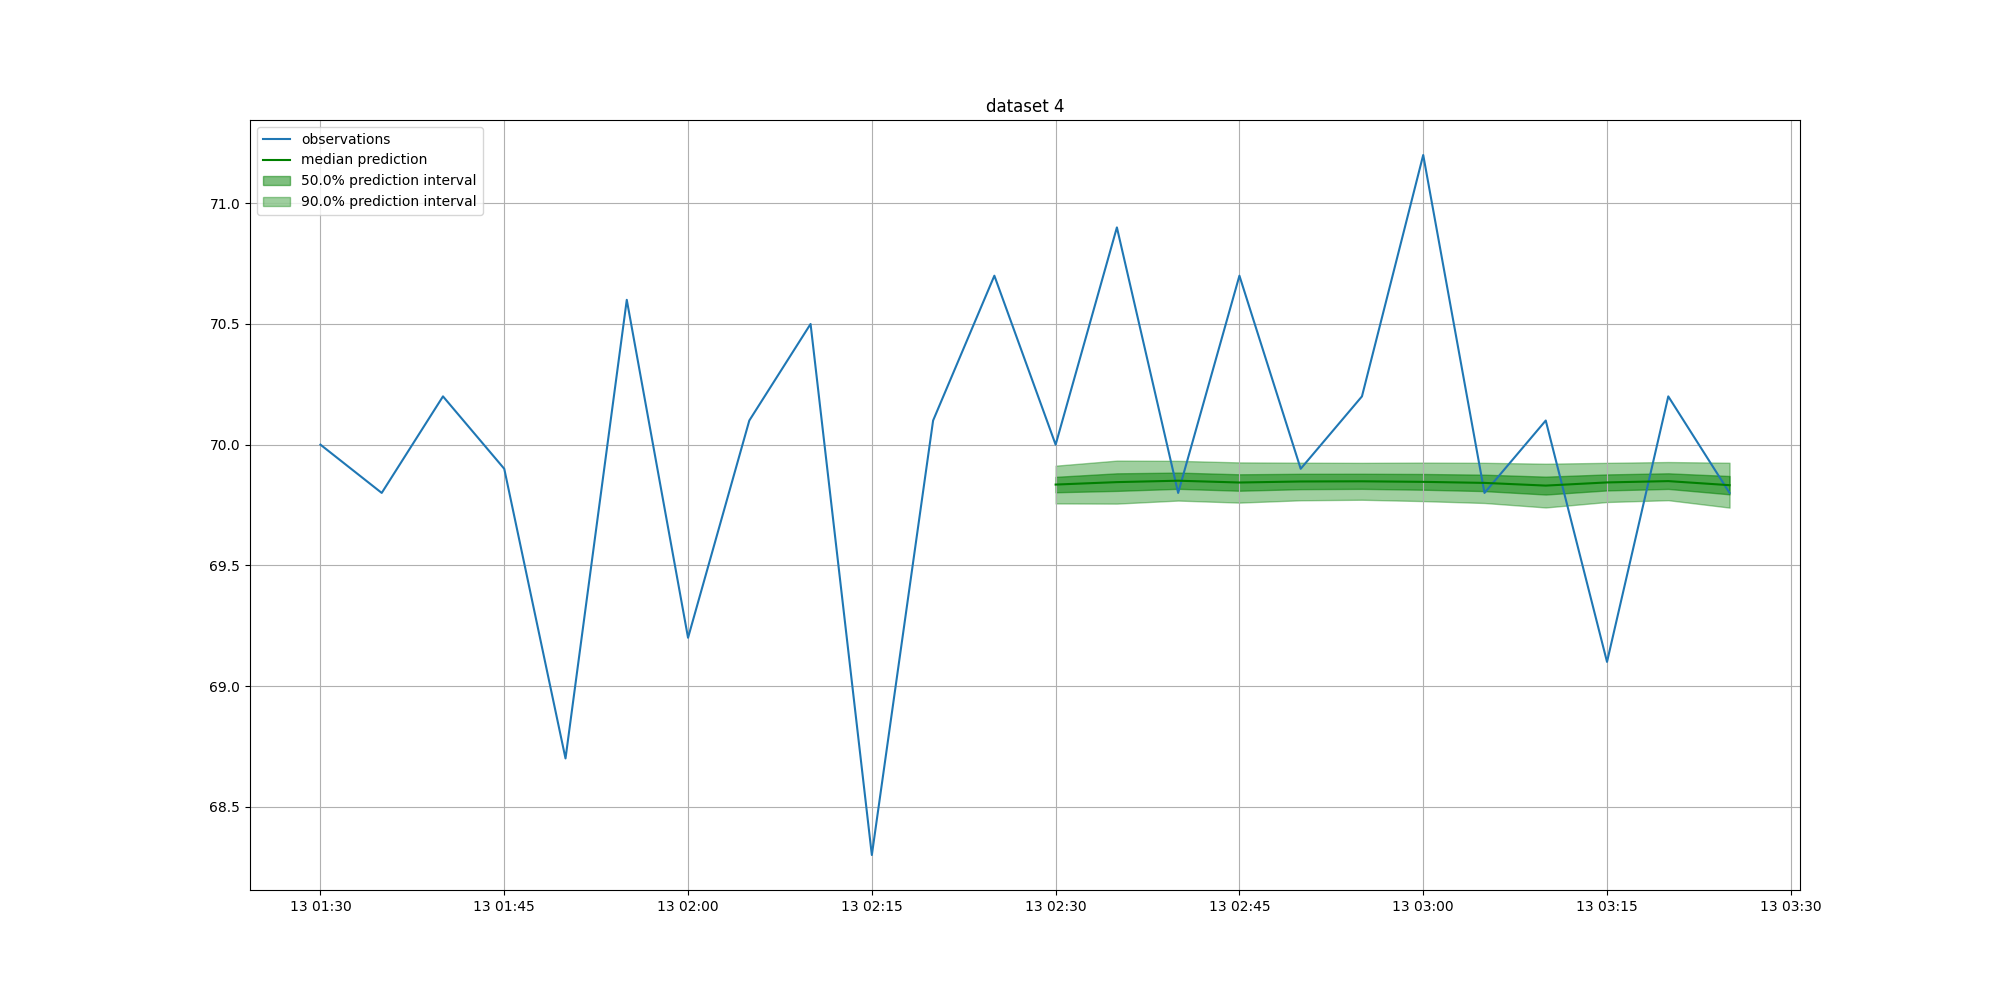 dataset 4
observations
median prediction
50.0% prediction interval
90.0% prediction interval
71.0
70.5
70.0
69.5
69.0
68.5
13 01:30 13 01:45 13 02:00 13 02:15 13 02:30 13 02:45 13 03:00 13 03:15 13 03:30